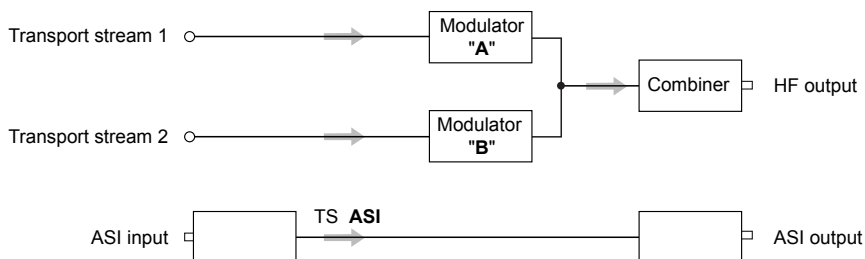 Transport stream 1
Modulator
"A"
Combiner
HF output
Transport stream 2
Modulator
"B"
TS ASI
ASI input
ASI output